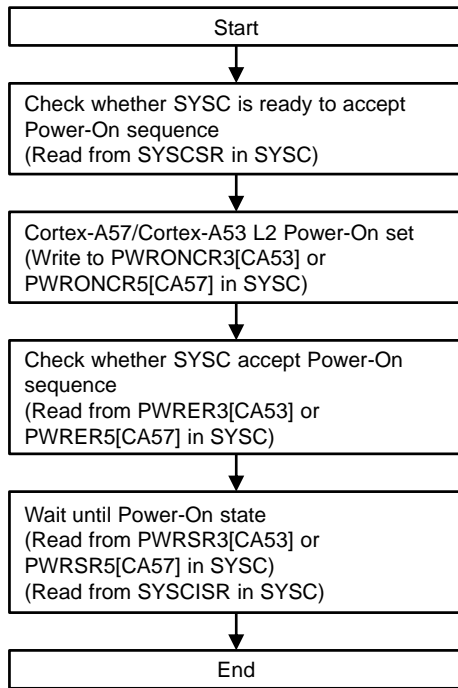 Start
Check whether SYSC is ready to accept
Power-On sequence
(Read from SYSCSR in SYSC)
Cortex-A57/Cortex-A53 L2 Power-On set
(Write to PWRONCR3[CA53] or
PWRONCR5[CA57] in SYSC)
Check whether SYSC accept Power-On
sequence
(Read from PWRER3[CA53] or
PWRER5[CA57] in SYSC)
Wait until Power-On state
(Read from PWRSR3[CA53] or
PWRSR5[CA57] in SYSC)
(Read from SYSCISR in SYSC)
End